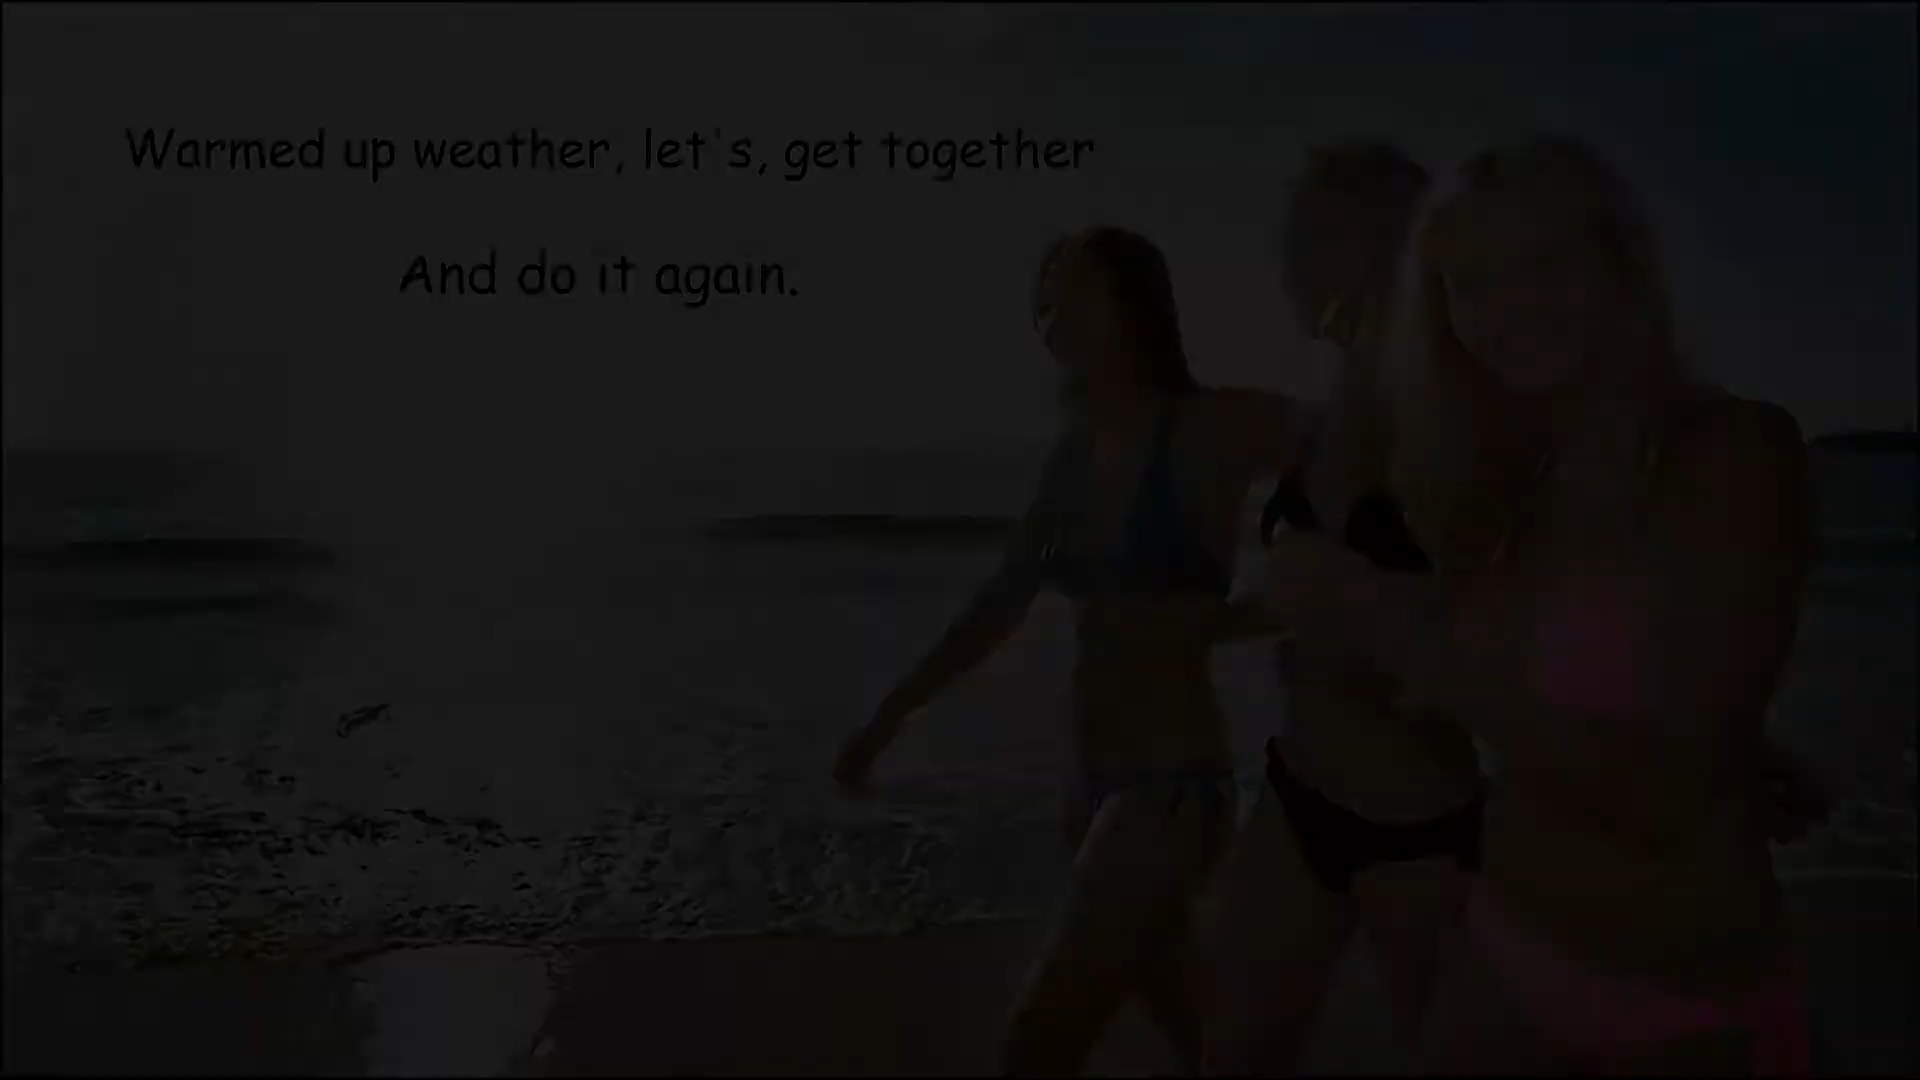 Warmed up weather, let's, get together
And do it again.